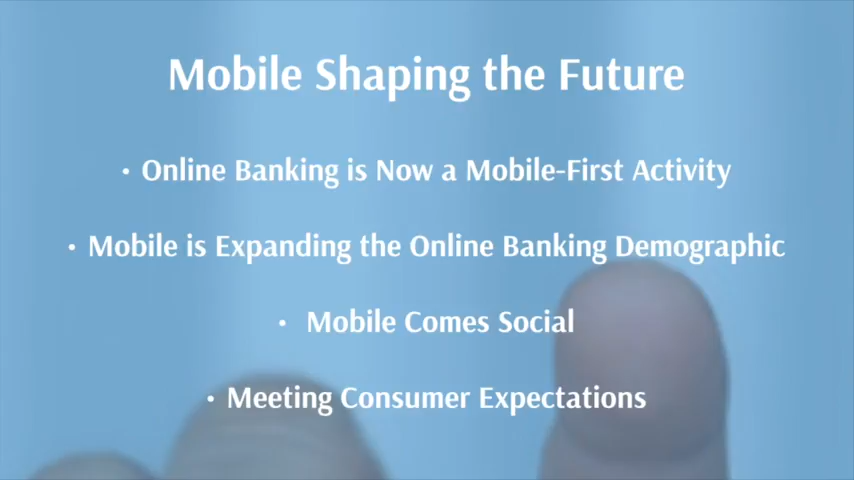 Mobile Shaping the Future
• Online Banking is Now a Mobile-First Activity
• Mobile is Expanding the Online Banking Demographic
• Mobile Comes Social
• Meeting Consumer Expectations